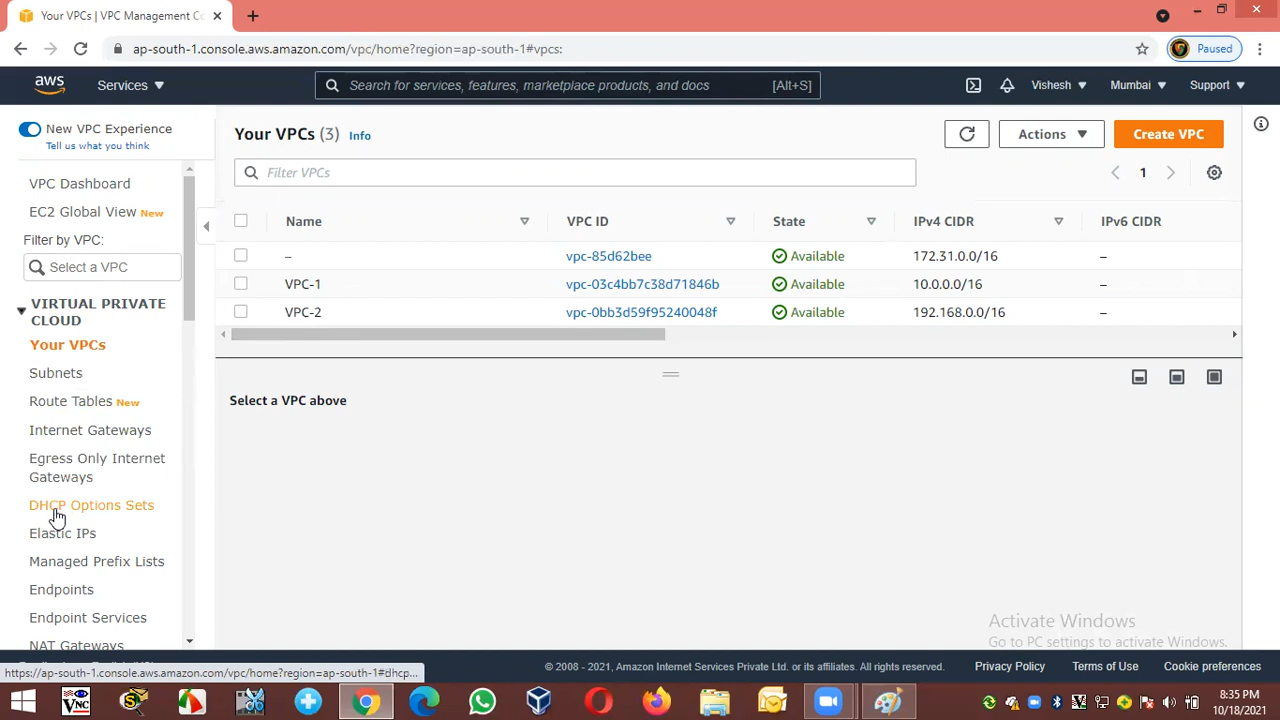 Your VPCs | VPC Management Co
ap-south-1.console.aws.amazon.com/vpc/home?region=ap-south-1#vpcs:
Paused
aws
Services
Search for services, features, marketplace products, and docs
[Alt+S]
Vishesh
Mumbai
Support
New VPC Experience
Tell us what you think
VPC Dashboard
EC2 Global View New
Filter by VPC:
Select a VPC
VIRTUAL PRIVATE
CLOUD
Your VPCs
Subnets
Route Tables New
Internet Gateways
Egress Only Internet
Gateways
DHCP Options Sets
Elastic IPs
Managed Prefix Lists
Endpoints
Endpoint Services
NAT Gateways
Your VPCs (3) Info
Actions
Create VPC
Filter VPCs
1
Name VPC ID State IPv4 CIDR IPv6 CIDR
– vpc-85d62bee Available 172.31.0.0/16 –
VPC-1 vpc-03c4bb7c38d71846b Available 10.0.0.0/16 –
VPC-2 vpc-0bb3d59f95240048f Available 192.168.0.0/16 –
Select a VPC above
Activate Windows
Go to PC settings to activate Windows.
https://ap-south-1.console.aws.amazon.com/vpc/home?region=ap-south-1#dhcp...
© 2008 - 2021, Amazon Internet Services Private Ltd. or its affiliates. All rights reserved.
Privacy Policy
Terms of Use
Cookie preferences
8:35 PM
10/18/2021